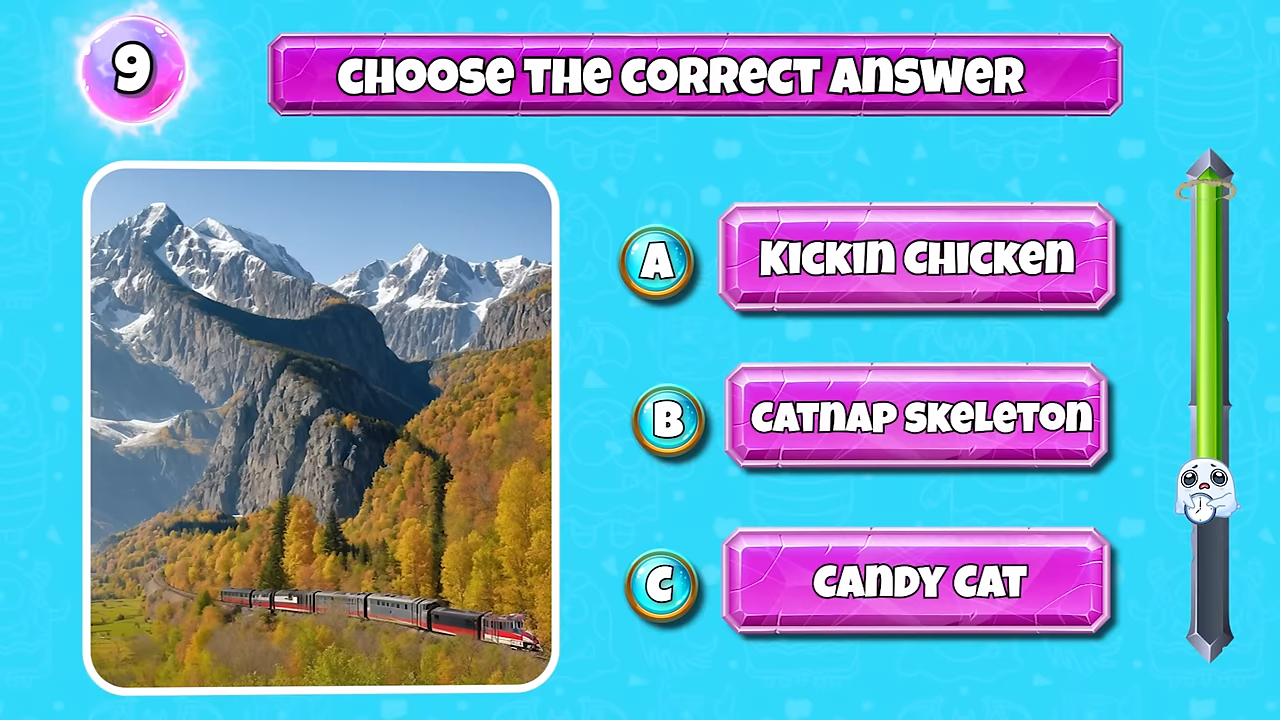 9
CHOOSE THE CORRECT ANSWER
A
KICKIN CHICKEN
B
CATNAP SKELETON
C
CANDY CAT